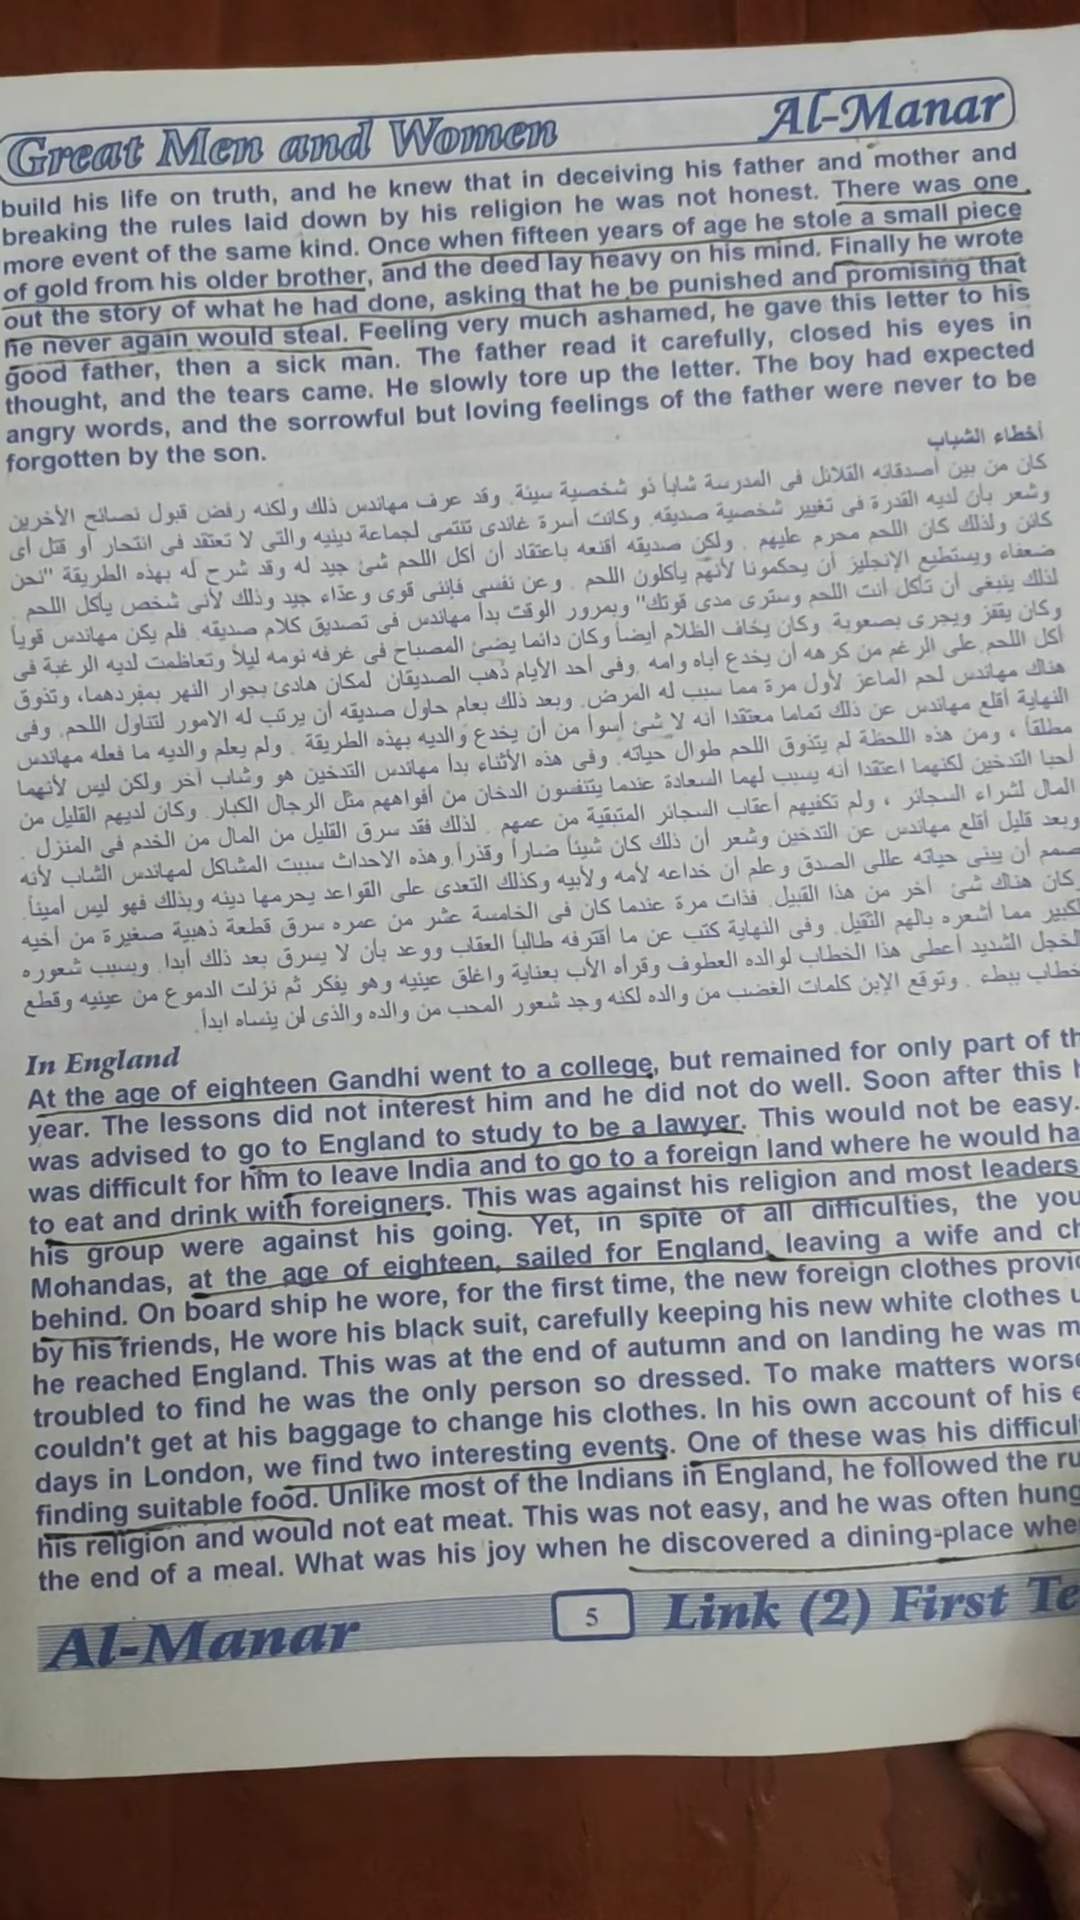 Great Men and Women Al-Manar
build his life on truth, and he knew that in deceiving his father and mother and
breaking the rules laid down by his religion he was not honest. There was one
more event of the same kind. Once when fifteen years of age he stole a small piece
of gold from his older brother, and the deed lay heavy on his mind. Finally he wrote
out the story of what he had done, asking that he be punished and promising that
he never again would steal. Feeling very much ashamed, he gave this letter to his
good father, then a sick man. The father read it carefully, closed his eyes in
thought, and the tears came. He slowly tore up the letter. The boy had expected
angry words, and the sorrowful but loving feelings of the father were never to be
forgotten by the son.
أخطاء الشباب
كان من بين أصدقائه القلائل فى المدرسة شاباً ذو شخصية سيئة. وقد عرف مهاندس ذلك ولكنه رفض قبول نصائح الأخرين
وشعر بأن لديه القدرة فى تغيير شخصية صديقه. وكانت أسرة غاندى تنتمى لجماعة دينيه والتى لا تعتقد فى انتحار أو قتل أى
كائن ولذلك كان اللحم محرم عليهم. ولكن صديقه أقنعه باعتقاد أن أكل اللحم شئ جيد له وقد شرح له بهذه الطريقة "نحن
ضعفاء ويستطيع الإنجليز أن يحكمونا لأنهم يأكلون اللحم. وعن نفسى فإننى قوى وعداء جيد وذلك لأنى شخص يأكل اللحم.
لذلك ينبغى أن تأكل أنت اللحم وسترى مدى قوتك" وبمرور الوقت بدأ مهاندس فى تصديق كلام صديقه. فلم يكن مهاندس قوياً
وكان يقفز ويجرى بصعوبة. وكان يخاف الظلام أيضاً وكان دائما يضئ المصباح فى غرفه نومه ليلاً وتعاظمت لديه الرغبة فى
أكل اللحم على الرغم من كرهه أن يخدع أباه وامه. وفى أحد الأيام ذهب الصديقان لمكان هادئ بجوار النهر بمفردهما، وتذوق
هناك مهاندس لحم الماعز لأول مرة مما سبب له المرض. وبعد ذلك بعام حاول صديقه أن يرتب له الامور لتناول اللحم. وفى
النهاية أقلع مهاندس عن ذلك تماما معتقدا أنه لا شئ أسوأ من أن يخدع والديه بهذه الطريقة. ولم يعلم والديه ما فعله مهاندس
مطلقاً، ومن هذه اللحظة لم يتذوق اللحم طوال حياته. وفى هذه الأثناء بدأ مهاندس التدخين هو وشاب آخر ولكن ليس لأنهما
أحبا التدخين لكنهما اعتقدا أنه يسبب لهما السعادة عندما يتنفسون الدخان من أفواههم مثل الرجال الكبار. وكان لديهم القليل من
المال لشراء السجائر، ولم تكفيهم أعقاب السجائر المتبقية من عمهم. لذلك فقد سرق القليل من المال من الخدم فى المنزل.
وبعد قليل أقلع مهاندس عن التدخين وشعر أن ذلك كان شيئاً ضاراً وقذراً وهذه الاحداث سببت المشاكل لمهاندس الشاب لأنه
صمم أن يبنى حياته عللى الصدق وعلم أن خداعه لأمه ولأبيه وكذلك التعدى على القواعد يحرمها دينه وبذلك فهو ليس أميناً.
كان هناك شئ أخر من هذا القبيل. فذات مرة عندما كان فى الخامسة عشر من عمره سرق قطعة ذهبية صغيرة من أخيه
الكبير مما أشعره بالهم الثقيل. وفى النهاية كتب عن ما أقترفه طالباً العقاب ووعد بأن لا يسرق بعد ذلك أبدا. وبسبب شعوره
الخجل الشديد أعطى هذا الخطاب لوالده العطوف وقرأه الأب بعناية واغلق عينيه وهو يفكر ثم نزلت الدموع من عينيه وقطع
خطاب ببطء. وتوقع الإبن كلمات الغضب من والده لكنه وجد شعور المحب من والده والذى لن ينساه ابدأ.
In England
At the age of eighteen Gandhi went to a college, but remained for only part of th
year. The lessons did not interest him and he did not do well. Soon after this h
was advised to go to England to study to be a lawyer. This would not be easy.
was difficult for him to leave India and to go to a foreign land where he would ha
to eat and drink with foreigners. This was against his religion and most leaders
his group were against his going. Yet, in spite of all difficulties, the you
Mohandas, at the age of eighteen, sailed for England, leaving a wife and ch
behind. On board ship he wore, for the first time, the new foreign clothes provid
by his friends, He wore his black suit, carefully keeping his new white clothes u
he reached England. This was at the end of autumn and on landing he was m
troubled to find he was the only person so dressed. To make matters worse
couldn't get at his baggage to change his clothes. In his own account of his e
days in London, we find two interesting events. One of these was his difficul
finding suitable food. Unlike most of the Indians in England, he followed the ru
his religion and would not eat meat. This was not easy, and he was often hung
the end of a meal. What was his joy when he discovered a dining-place whe
Al-Manar 5 Link (2) First Te